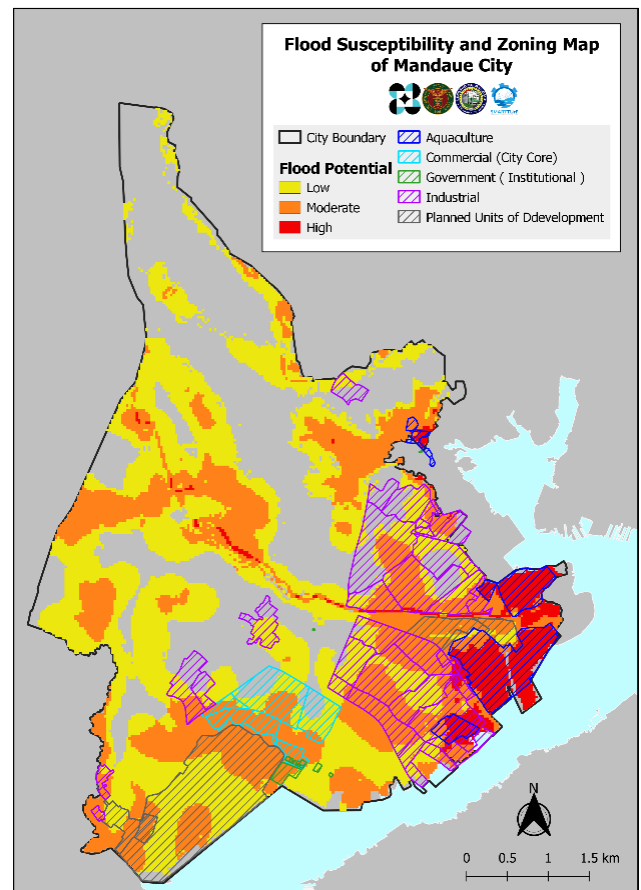 Flood Susceptibility and Zoning Map
of Mandaue City
City Boundary
Flood Potential
Low
Moderate
High
Aquaculture
Commercial (City Core)
Government ( Institutional )
Industrial
Planned Units of Ddevelopment
N
0 0.5 1 1.5 km